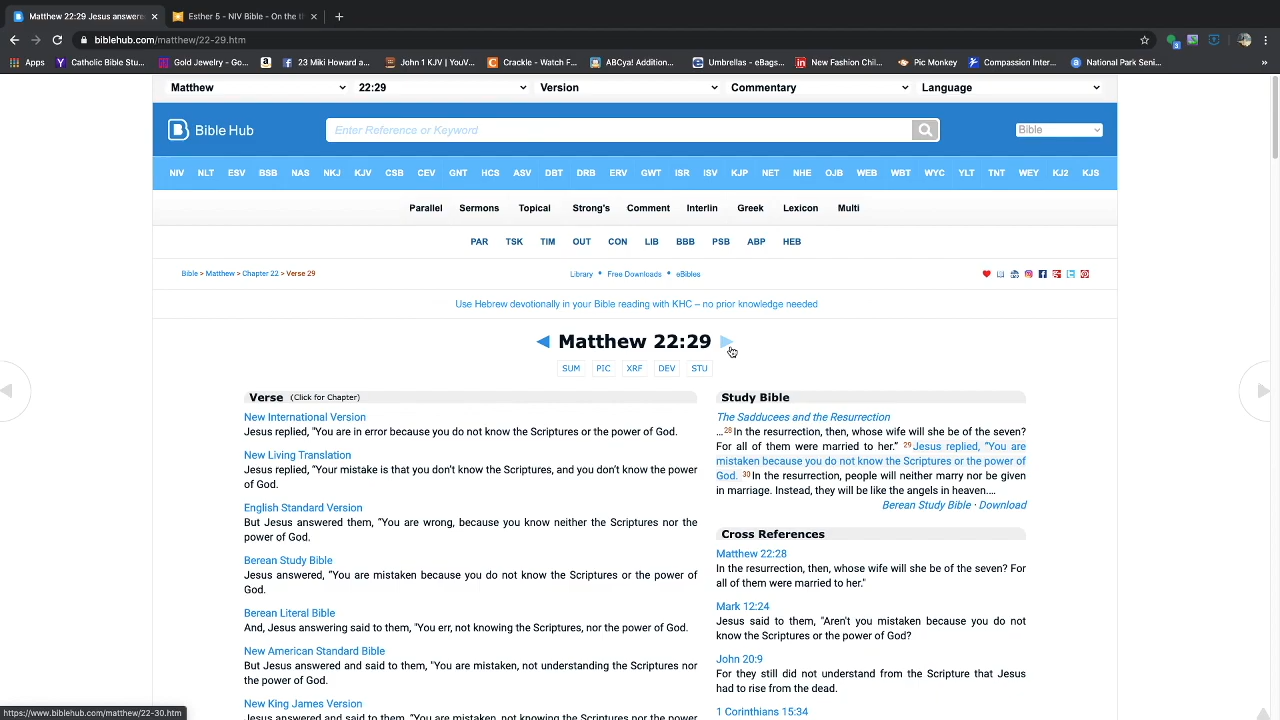 Matthew 22:29 Jesus answere
Esther 5 - NIV Bible - On the
biblehub.com/matthew/22-29.htm
Apps Catholic Bible Stu... Gold Jewelry - Go... 23 Miki Howard a... John 1 KJV | YouV... Crackle - Watch F... ABCya! Addition... Umbrellas - eBags... New Fashion Chil... Pic Monkey Compassion Inter... National Park Seni...
Matthew 22:29 Version Commentary Language
Bible Hub Enter Reference or Keyword Bible
NIV NLT ESV BSB NAS NKJ KJV CSB CEV GNT HCS ASV DBT DRB ERV GWT ISR ISV KJP NET NHE OJB WEB WBT WYC YLT TNT WEY KJ2 KJS
Parallel Sermons Topical Strong's Comment Interlin Greek Lexicon Multi
PAR TSK TIM OUT CON LIB BBB PSB ABP HEB
Bible > Matthew > Chapter 22 > Verse 29
Library • Free Downloads • eBibles
Use Hebrew devotionally in your Bible reading with KHC – no prior knowledge needed
Matthew 22:29
SUM PIC XRF DEV STU
Verse (Click for Chapter)
New International Version
Jesus replied, "You are in error because you do not know the Scriptures or the power of God.
New Living Translation
Jesus replied, “Your mistake is that you don’t know the Scriptures, and you don’t know the power
of God.
English Standard Version
But Jesus answered them, “You are wrong, because you know neither the Scriptures nor the
power of God.
Berean Study Bible
Jesus answered, “You are mistaken because you do not know the Scriptures or the power of
God.
Berean Literal Bible
And, Jesus answering said to them, "You err, not knowing the Scriptures, nor the power of God.
New American Standard Bible
But Jesus answered and said to them, "You are mistaken, not understanding the Scriptures nor
the power of God.
New King James Version
Jesus answered and said to them, “You are mistaken, not knowing the Scriptures nor the power
Study Bible
The Sadducees and the Resurrection
…28In the resurrection, then, whose wife will she be of the seven?
For all of them were married to her.” 29Jesus replied, “You are
mistaken because you do not know the Scriptures or the power of
God. 30In the resurrection, people will neither marry nor be given
in marriage. Instead, they will be like the angels in heaven.…
Berean Study Bible · Download
Cross References
Matthew 22:28
In the resurrection, then, whose wife will she be of the seven? For
all of them were married to her."
Mark 12:24
Jesus said to them, "Aren't you mistaken because you do not
know the Scriptures or the power of God?
John 20:9
For they still did not understand from the Scripture that Jesus
had to rise from the dead.
1 Corinthians 15:34
https://www.biblehub.com/matthew/22-30.htm